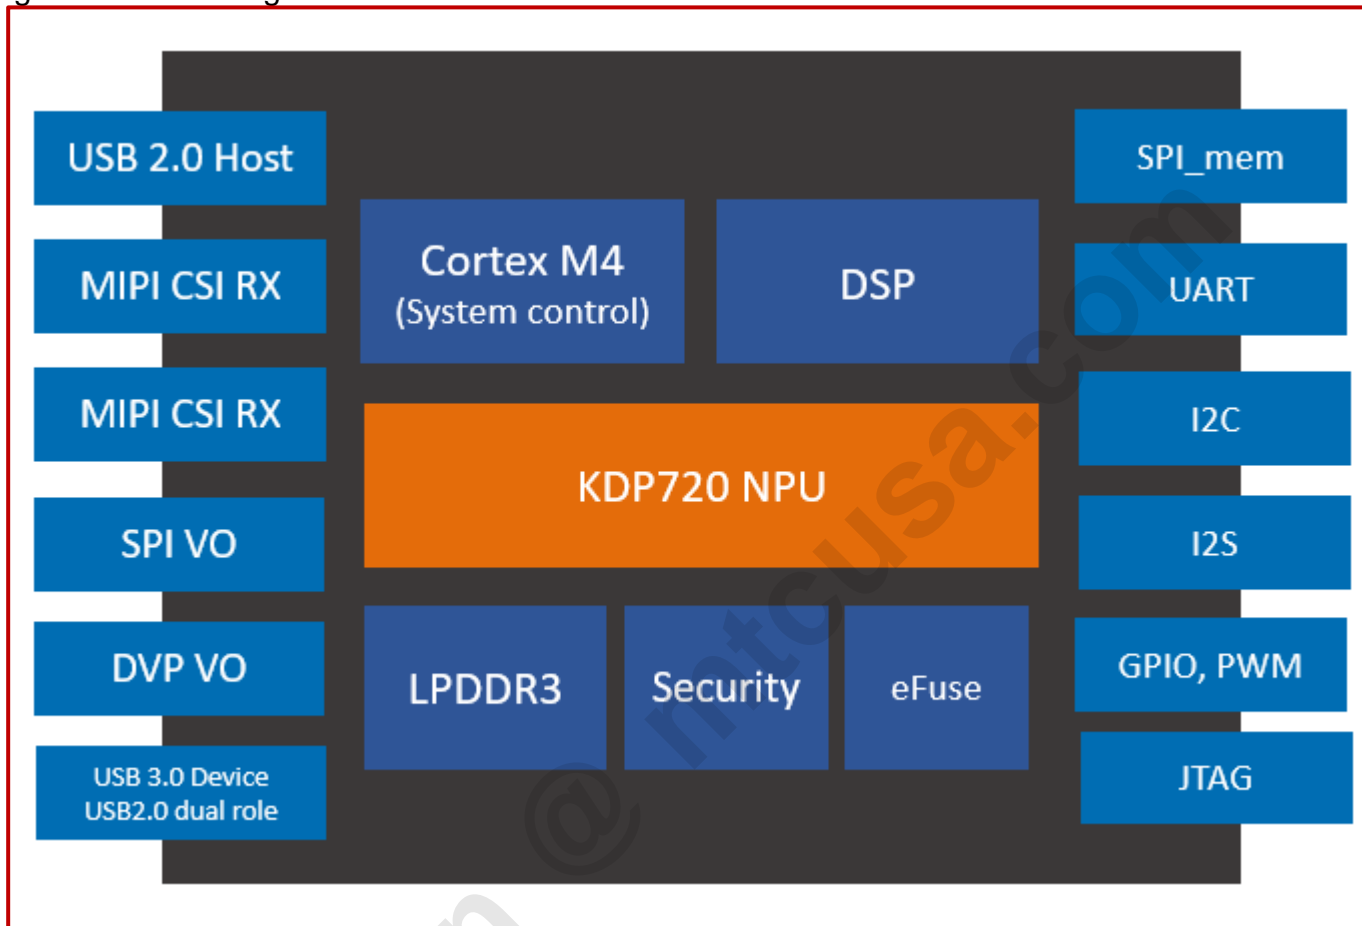 USB 2.0 Host
MIPI CSI RX
MIPI CSI RX
SPI VO
DVP VO
USB 3.0 Device
USB2.0 dual role
Cortex M4
(System control)
DSP
KDP720 NPU
LPDDR3
Security
eFuse
SPI_mem
UART
I2C
I2S
GPIO, PWM
JTAG
@ mtcusa.com